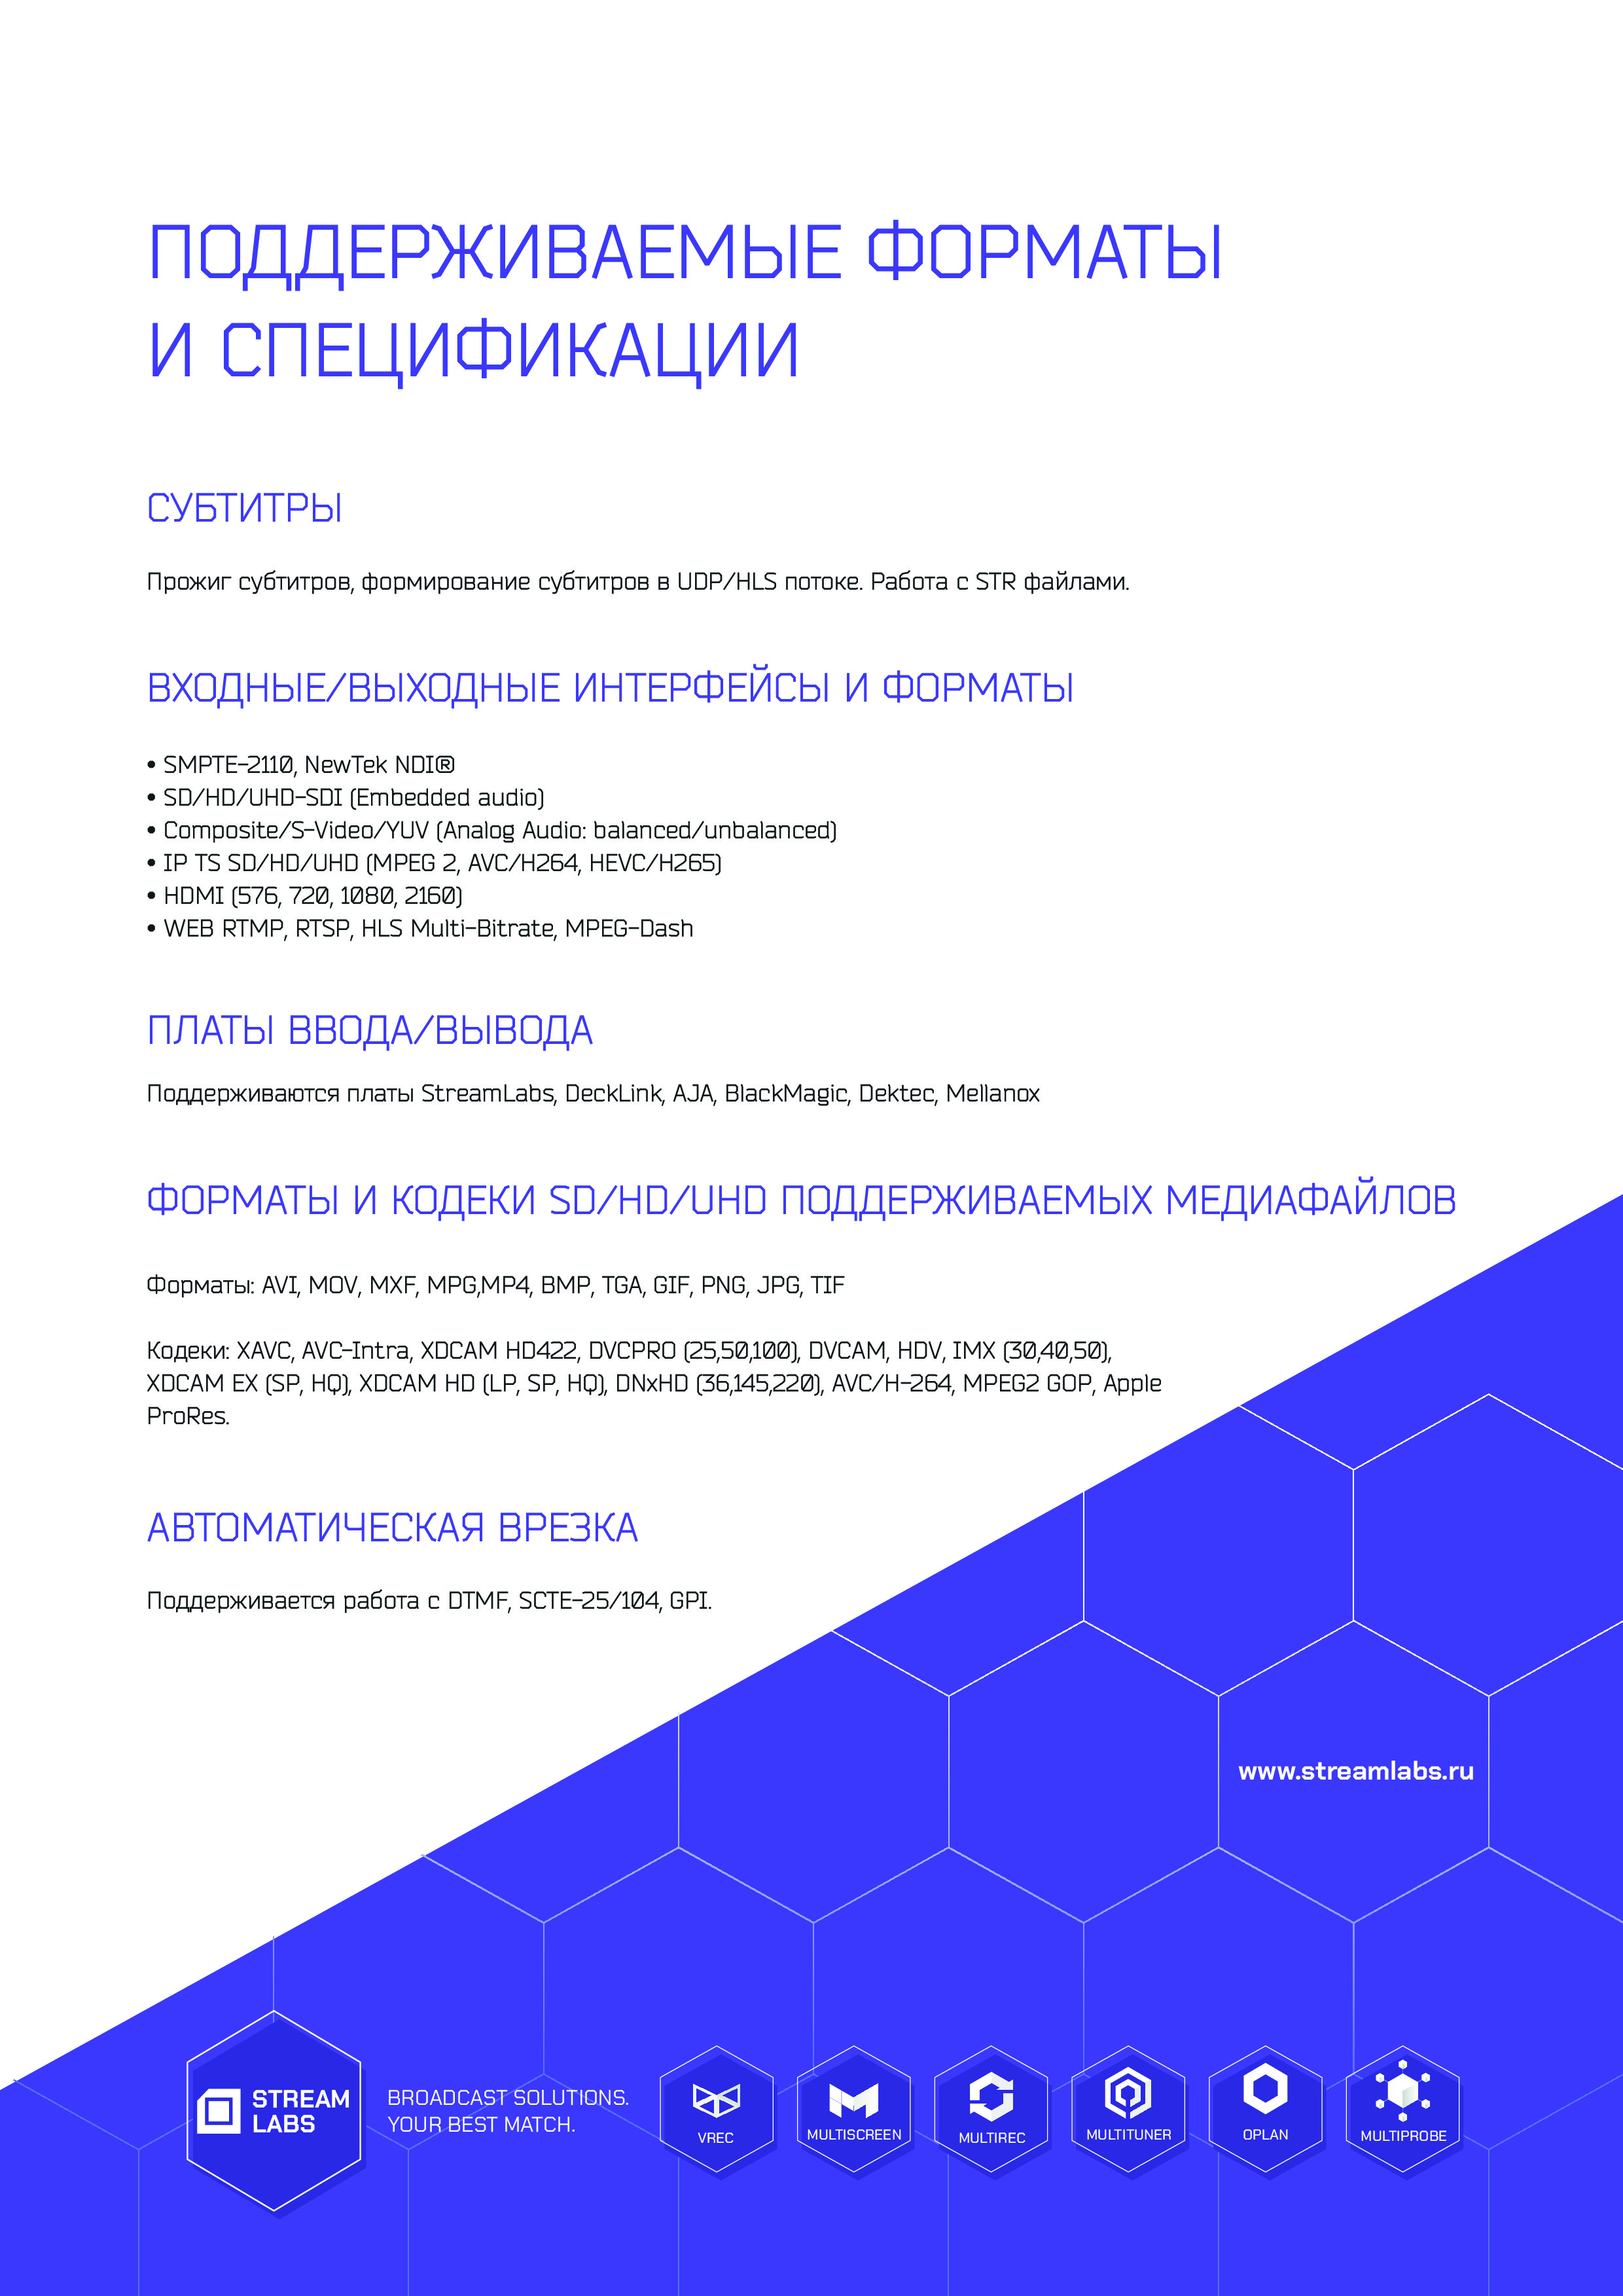 ПОДДЕРЖИВАЕМЫЕ ФОРМАТЫ
И СПЕЦИФИКАЦИИ
СУБТИТРЫ
Прожиг субтитров, формирование субтитров в UDP/HLS потоке. Работа с STR файлами.
ВХОДНЫЕ/ВЫХОДНЫЕ ИНТЕРФЕЙСЫ И ФОРМАТЫ
• SMPTE-2110, NewTek NDI®
• SD/HD/UHD-SDI (Embedded audio)
• Composite/S-Video/YUV (Analog Audio: balanced/unbalanced)
• IP TS SD/HD/UHD (MPEG 2, AVC/H264, HEVC/H265)
• HDMI (576, 720, 1080, 2160)
• WEB RTMP, RTSP, HLS Multi-Bitrate, MPEG-Dash
ПЛАТЫ ВВОДА/ВЫВОДА
Поддерживаются платы StreamLabs, DeckLink, AJA, BlackMagic, Dektec, Mellanox
ФОРМАТЫ И КОДЕКИ SD/HD/UHD ПОДДЕРЖИВАЕМЫХ МЕДИАФАЙЛОВ
Форматы: AVI, MOV, MXF, MPG,MP4, BMP, TGA, GIF, PNG, JPG, TIF
Кодеки: XAVC, AVC-Intra, XDCAM HD422, DVCPRO (25,50,100), DVCAM, HDV, IMX (30,40,50),
XDCAM EX (SP, HQ), XDCAM HD (LP, SP, HQ), DNxHD (36,145,220), AVC/H-264, MPEG2 GOP, Apple
ProRes.
АВТОМАТИЧЕСКАЯ ВРЕЗКА
Поддерживается работа с DTMF, SCTE-25/104, GPI.
www.streamlabs.ru
STREAM
LABS
BROADCAST SOLUTIONS.
YOUR BEST MATCH.
VREC
MULTISCREEN
MULTIREC
MULTITUNER
OPLAN
MULTIPROBE